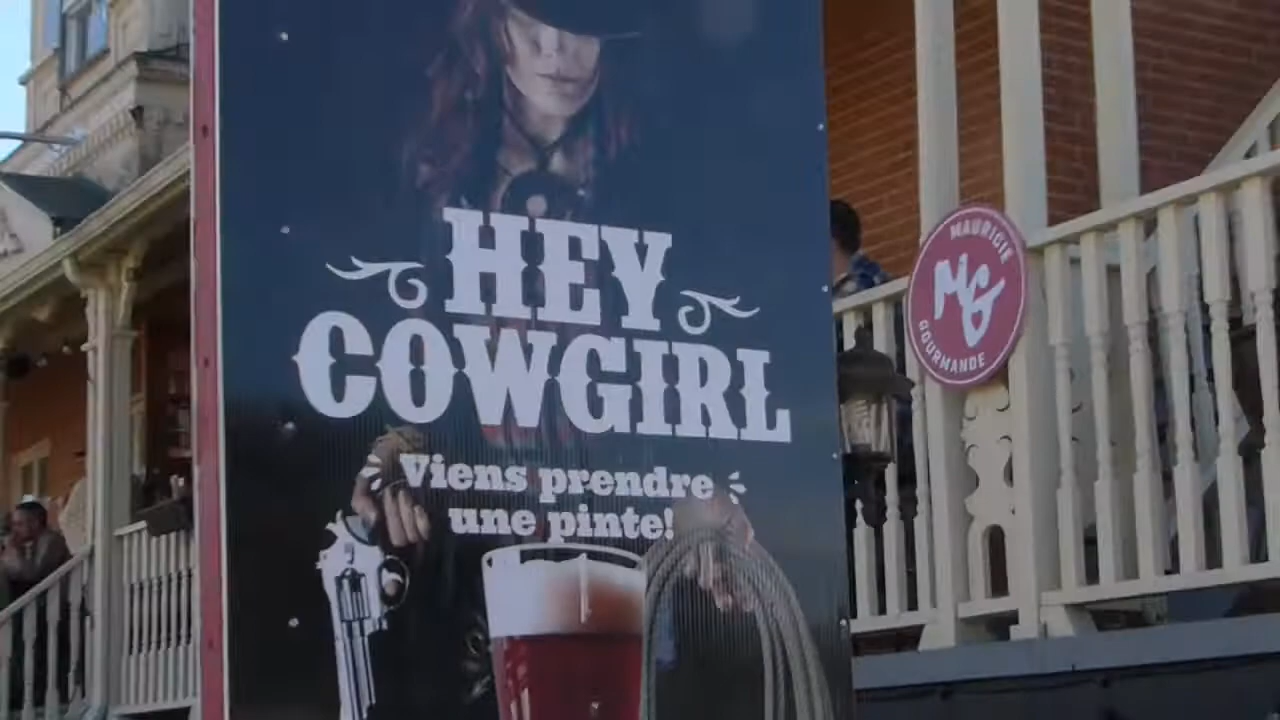 HEY
COWGIRL
Viens prendre
une pinte!
MAURICIE
MG
GOURMANDE